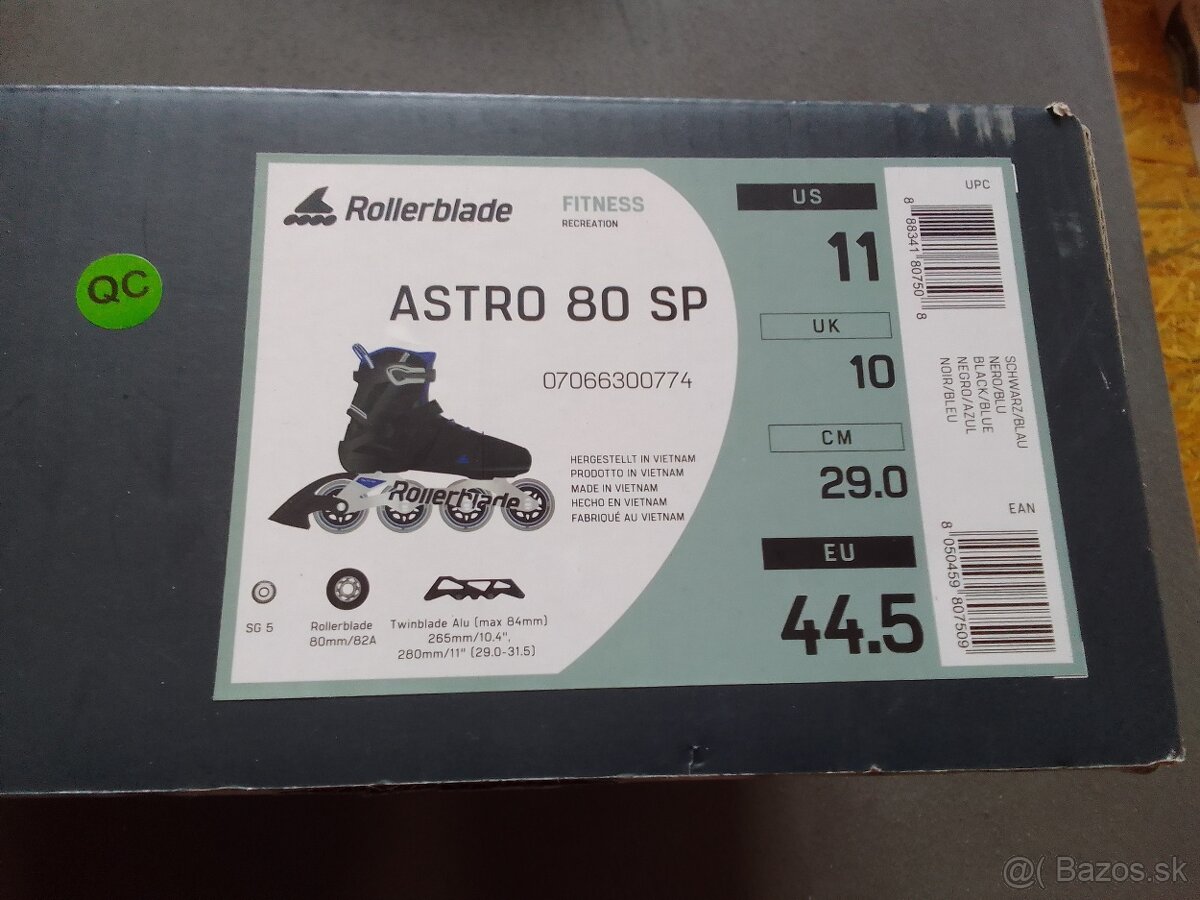 QC
Rollerblade
FITNESS
RECREATION
ASTRO 80 SP
07066300774
HERGESTELLT IN VIETNAM
PRODOTTO IN VIETNAM
MADE IN VIETNAM
HECHO EN VIETNAM
FABRIQUÉ AU VIETNAM
Rollerblade
SG 5
Rollerblade
80mm/82A
Twinblade Alu (max 84mm)
265mm/10.4",
280mm/11" (29.0-31.5)
US
11
UK
10
CM
29.0
EU
44.5
UPC
8 88341 80750 8
SCHWARZ/BLAU
NERO/BLU
BLACK/BLUE
NEGRO/AZUL
NOIR/BLEU
EAN
8 050459 807509
@( Bazos.sk